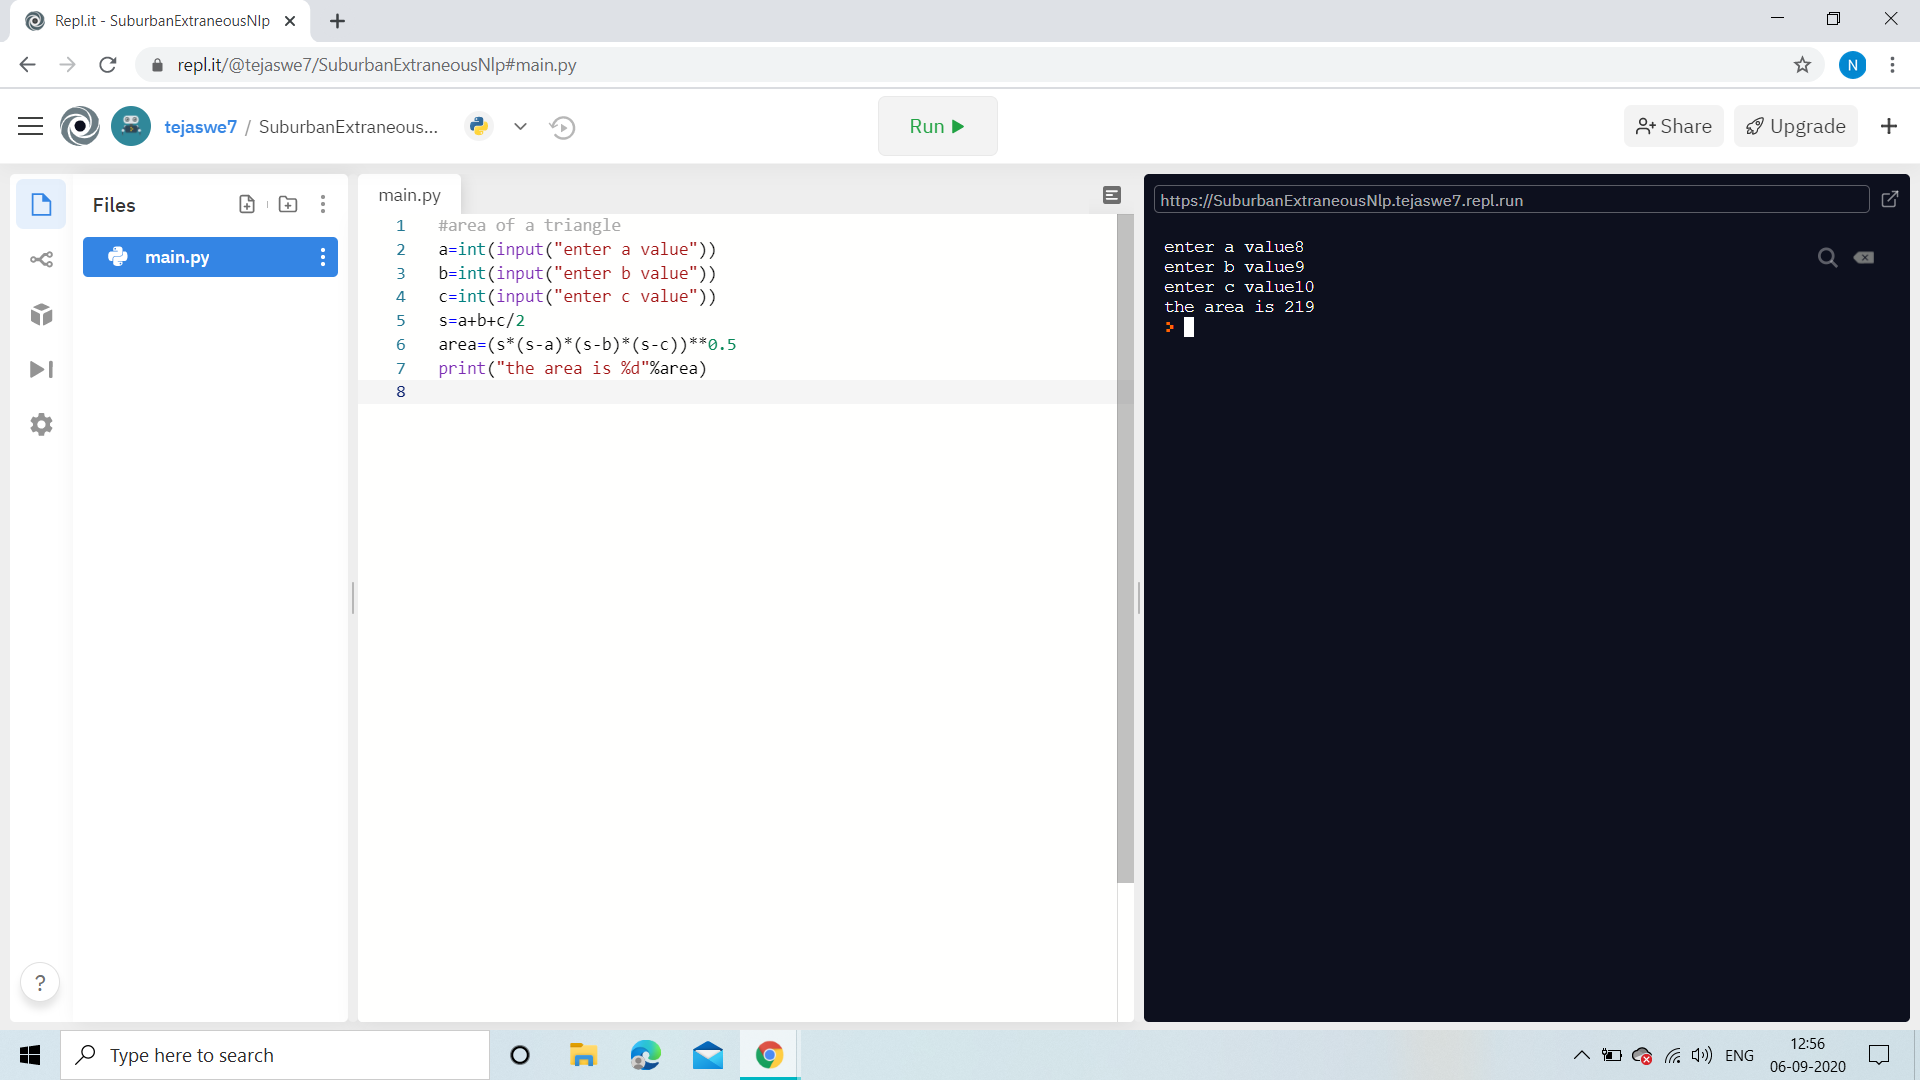 Repl.it - SuburbanExtraneousNlp
repl.it/@tejaswe7/SuburbanExtraneousNlp#main.py
N
tejaswe7 / SuburbanExtraneous...
Run
Share
Upgrade
Files
main.py
main.py
1 #area of a triangle
2 a=int(input("enter a value"))
3 b=int(input("enter b value"))
4 c=int(input("enter c value"))
5 s=a+b+c/2
6 area=(s*(s-a)*(s-b)*(s-c))**0.5
7 print("the area is %d"%area)
8
https://SuburbanExtraneousNlp.tejaswe7.repl.run
enter a value8
enter b value9
enter c value10
the area is 219
>
?
Type here to search
ENG
12:56
06-09-2020